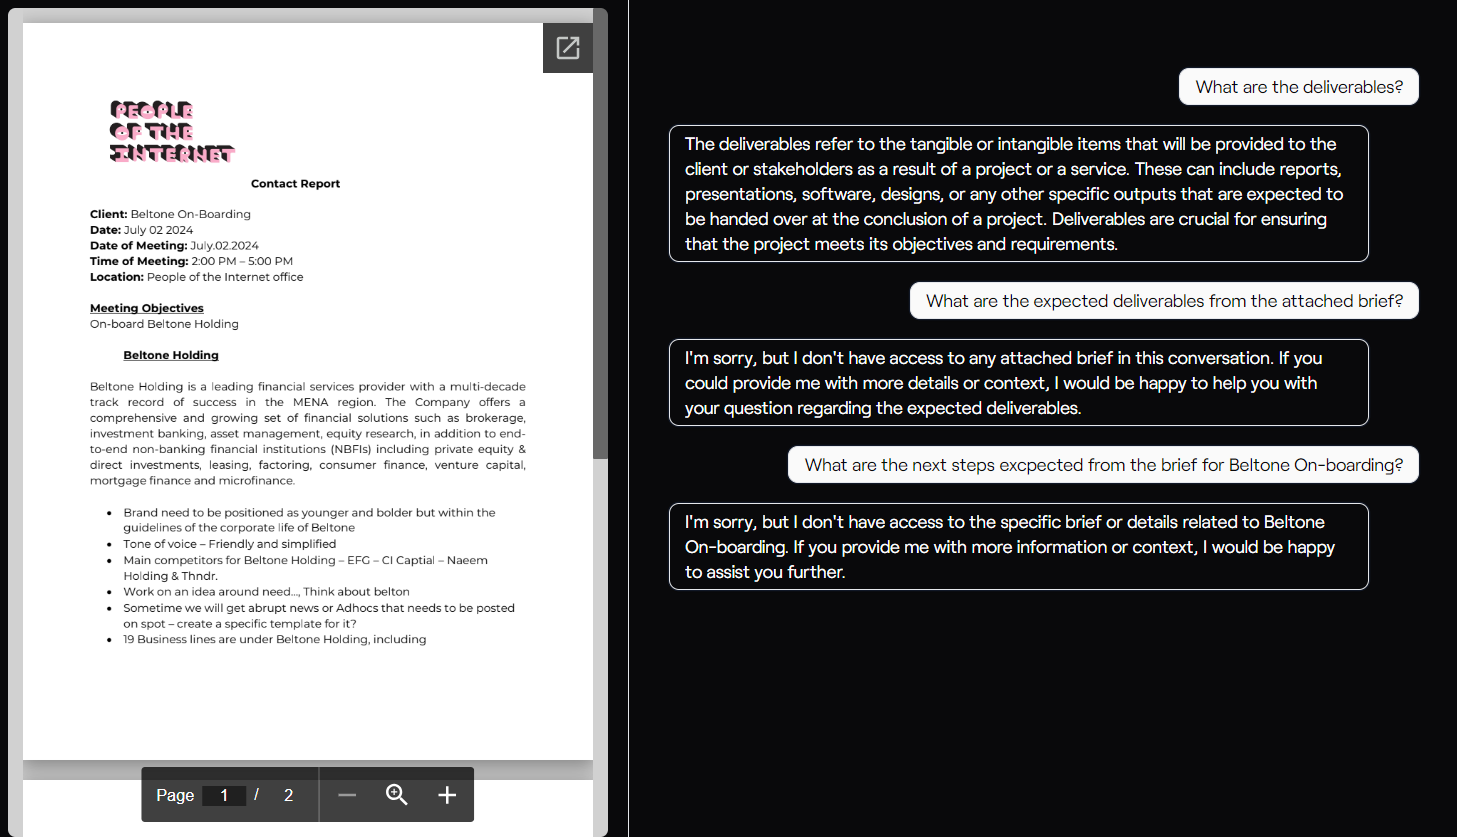 PEOPLE
OF THE
INTERNET
Contact Report
Client: Beltone On-Boarding
Date: July 02 2024
Date of Meeting: July.02.2024
Time of Meeting: 2:00 PM – 5:00 PM
Location: People of the Internet office
Meeting Objectives
On-board Beltone Holding
Beltone Holding
Beltone Holding is a leading financial services provider with a multi-decade
track record of success in the MENA region. The Company offers a
comprehensive and growing set of financial solutions such as brokerage,
investment banking, asset management, equity research, in addition to end-
to-end non-banking financial institutions (NBFIs) including private equity &
direct investments, leasing, factoring, consumer finance, venture capital,
mortgage finance and microfinance.
• Brand need to be positioned as younger and bolder but within the
guidelines of the corporate life of Beltone
• Tone of voice – Friendly and simplified
• Main competitors for Beltone Holding – EFG – CI Captial – Naeem
Holding & Thndr.
• Work on an idea around need…, Think about belton
• Sometime we will get abrupt news or Adhocs that needs to be posted
on spot – create a specific template for it?
• 19 Business lines are under Beltone Holding, including
Page 1 / 2
What are the deliverables?
The deliverables refer to the tangible or intangible items that will be provided to the
client or stakeholders as a result of a project or a service. These can include reports,
presentations, software, designs, or any other specific outputs that are expected to
be handed over at the conclusion of a project. Deliverables are crucial for ensuring
that the project meets its objectives and requirements.
What are the expected deliverables from the attached brief?
I'm sorry, but I don't have access to any attached brief in this conversation. If you
could provide me with more details or context, I would be happy to help you with
your question regarding the expected deliverables.
What are the next steps excpected from the brief for Beltone On-boarding?
I'm sorry, but I don't have access to the specific brief or details related to Beltone
On-boarding. If you provide me with more information or context, I would be happy
to assist you further.